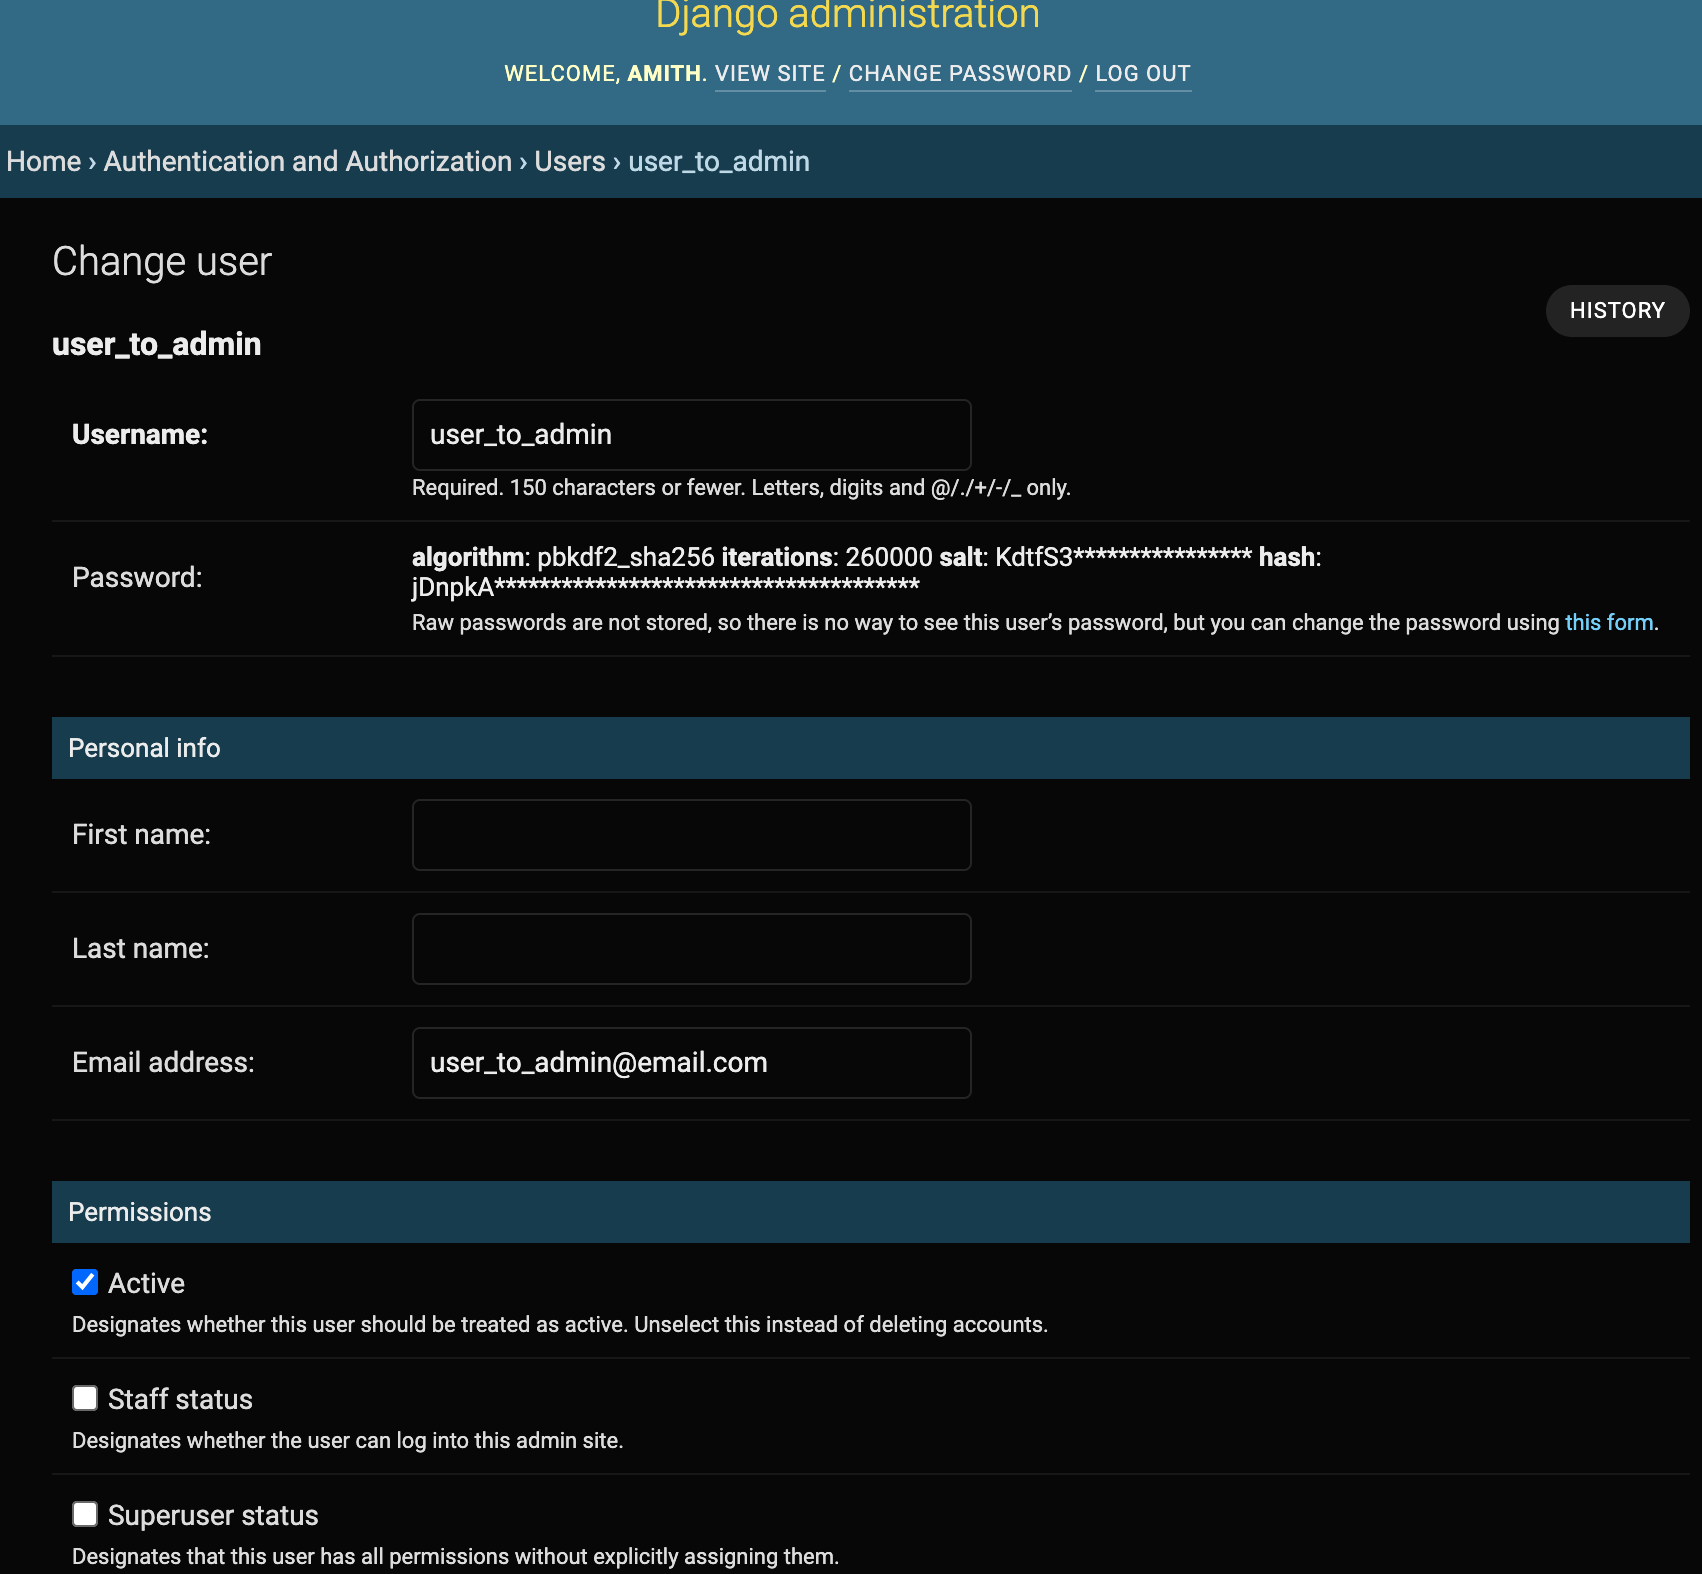 Django administration
WELCOME, AMITH. VIEW SITE / CHANGE PASSWORD / LOG OUT
Home › Authentication and Authorization › Users › user_to_admin
Change user
HISTORY
user_to_admin
Username:
user_to_admin
Required. 150 characters or fewer. Letters, digits and @/./+/-/_ only.
Password:
algorithm: pbkdf2_sha256 iterations: 260000 salt: KdtfS3**************** hash:
jDnpkA**************************************
Raw passwords are not stored, so there is no way to see this user’s password, but you can change the password using this form.
Personal info
First name:
Last name:
Email address:
user_to_admin@email.com
Permissions
Active
Designates whether this user should be treated as active. Unselect this instead of deleting accounts.
Staff status
Designates whether the user can log into this admin site.
Superuser status
Designates that this user has all permissions without explicitly assigning them.